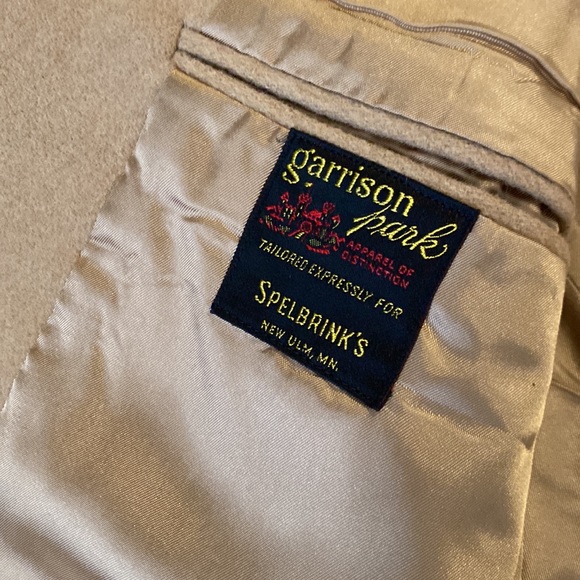 garrison
park
APPAREL OF
DISTINCTION
TAILORED EXPRESSLY FOR
SPELBRINK'S
NEW ULM, MN.